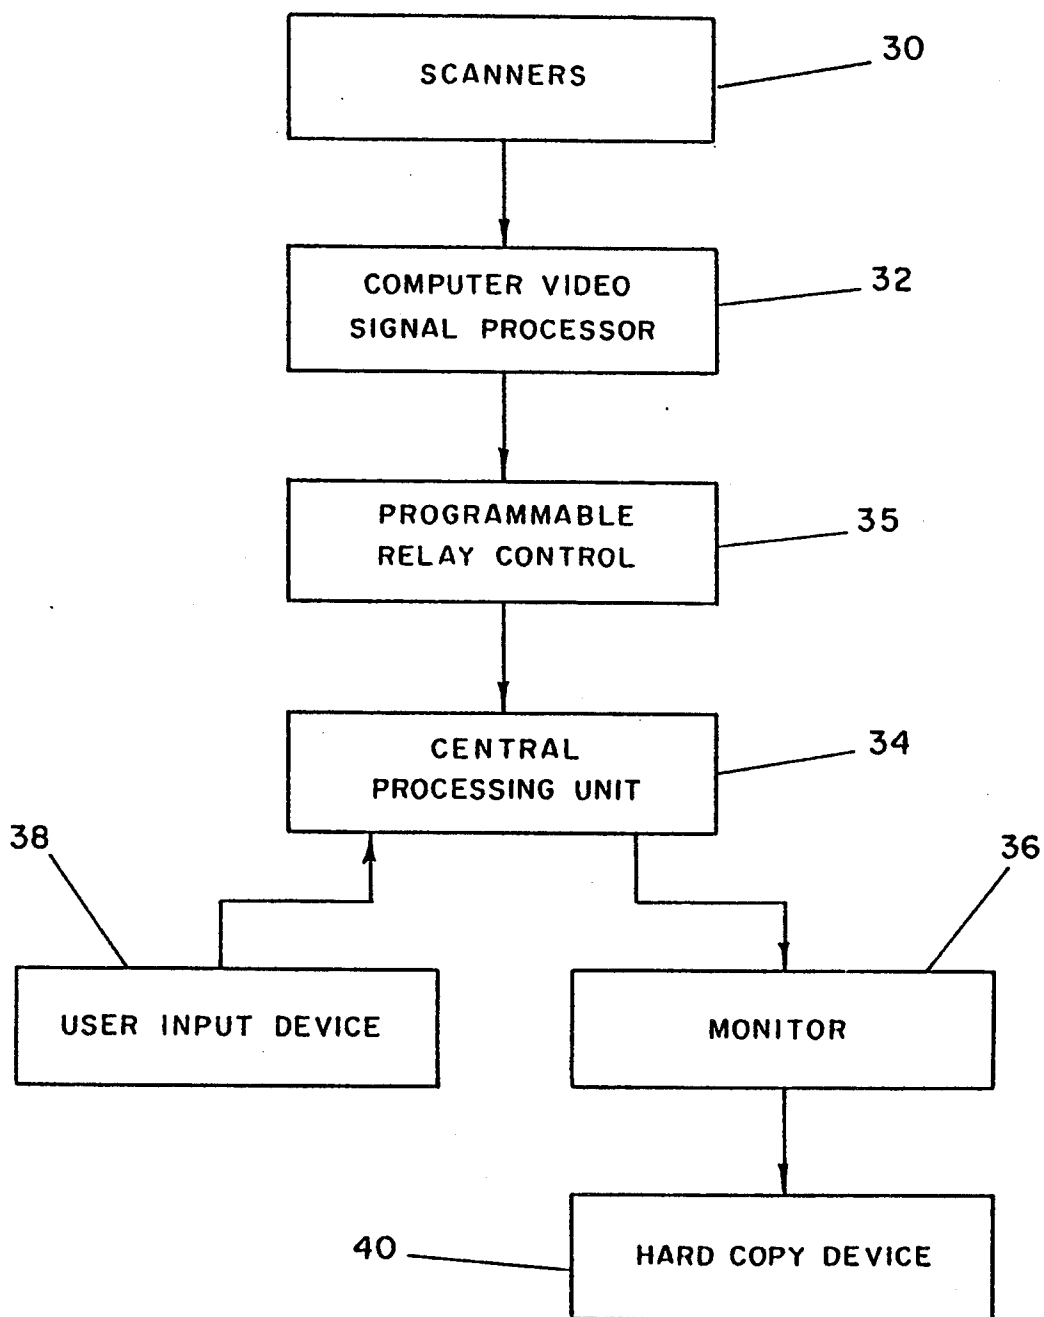 SCANNERS
30
COMPUTER VIDEO
SIGNAL PROCESSOR
32
PROGRAMMABLE
RELAY CONTROL
35
CENTRAL
PROCESSING UNIT
34
38
36
USER INPUT DEVICE
MONITOR
40
HARD COPY DEVICE